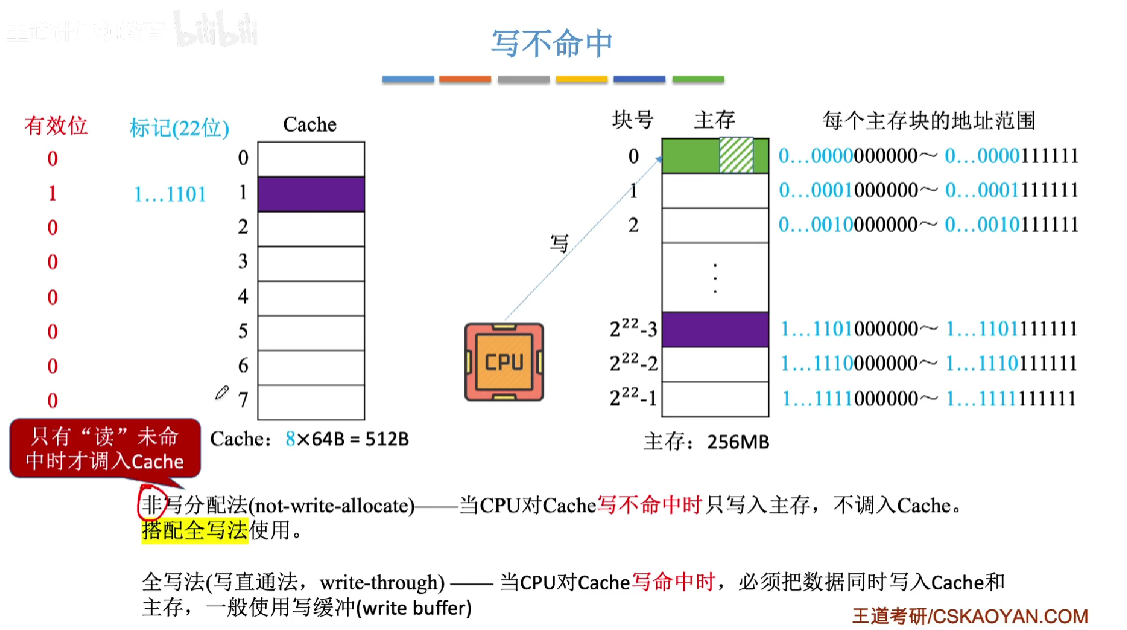 bilibili
写不命中
有效位 标记(22位) Cache 块号 主存 每个主存块的地址范围
0 0 0 0…0000000000～ 0…0000111111
1 1…1101 1 1 0…0001000000～ 0…0001111111
0 2 2 0…0010000000～ 0…0010111111
0 3 写
0 4
0 5 2²²-3 1…1101000000～ 1…1101111111
0 6 CPU 2²²-2 1…1110000000～ 1…1110111111
0 7 2²²-1 1…1111000000～ 1…1111111111
只有“读”未命
中时才调入Cache
Cache：8×64B = 512B 主存：256MB
非写分配法(not-write-allocate)——当CPU对Cache写不命中时只写入主存，不调入Cache。
搭配全写法使用。
全写法(写直通法，write-through) —— 当CPU对Cache写命中时，必须把数据同时写入Cache和
主存，一般使用写缓冲(write buffer)
王道考研/CSKAOYAN.COM